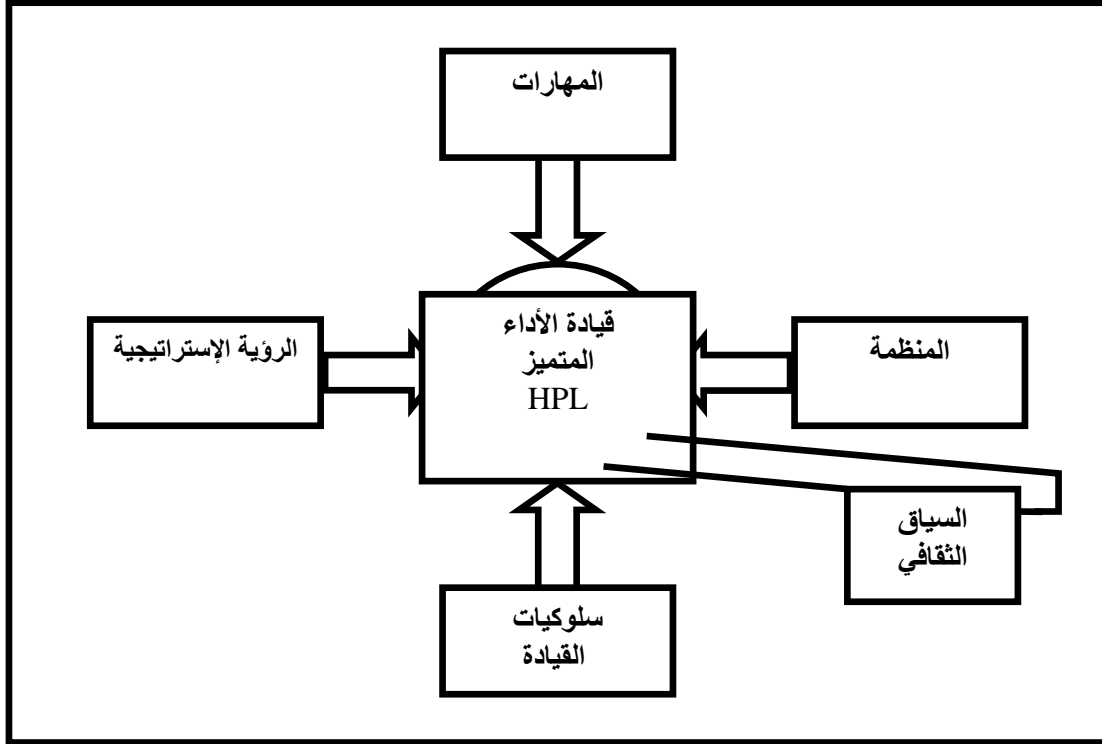 المهارات
قيادة الأداء
المتميز
HPL
المنظمة
الرؤية الإستراتيجية
السياق
الثقافي
سلوكيات
القيادة